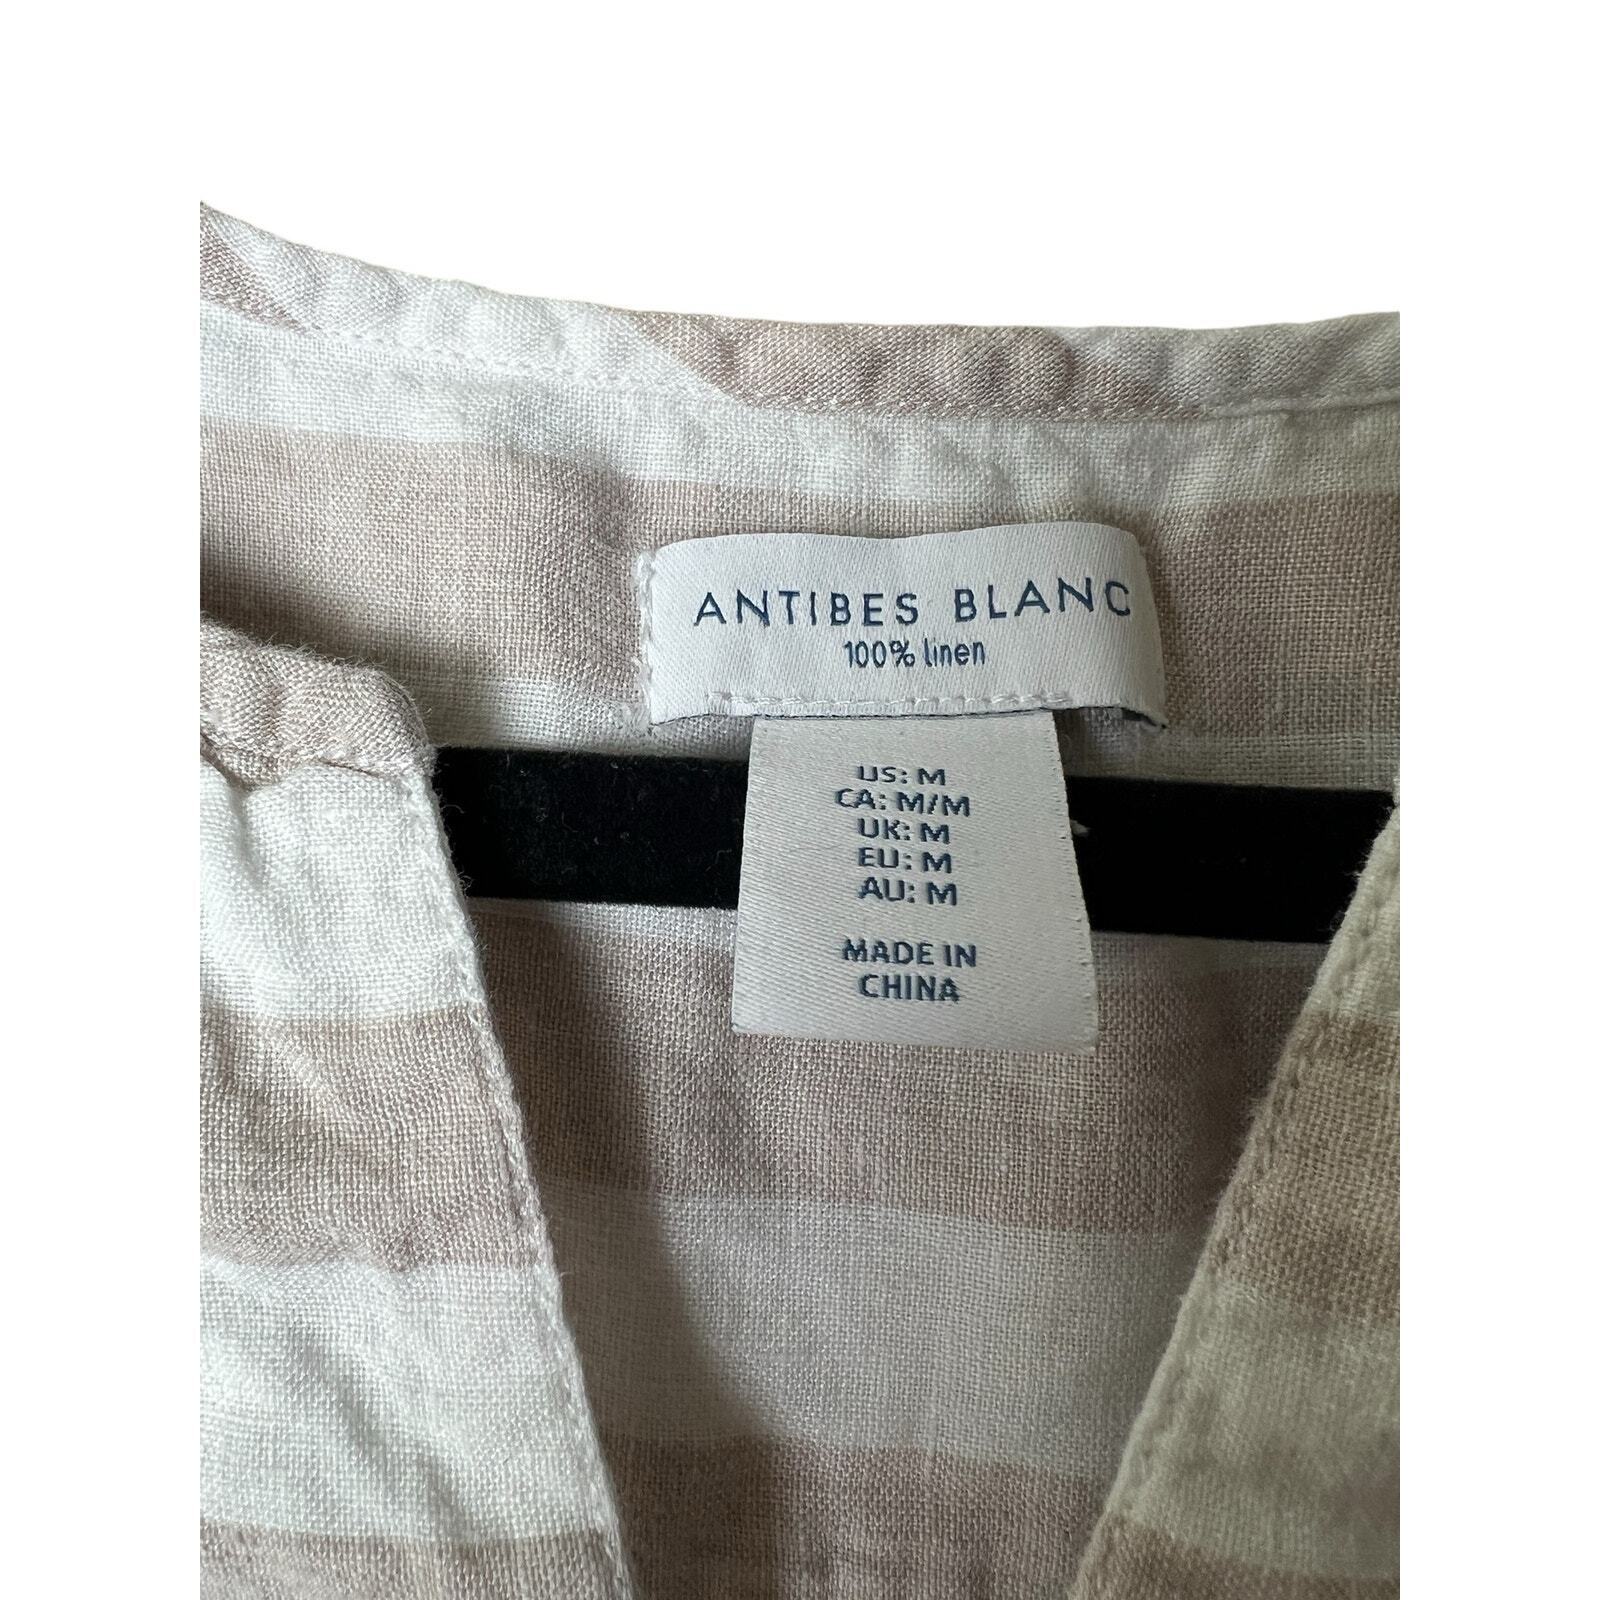 ANTIBES BLANC
100% linen
US: M
CA: M/M
UK: M
EU: M
AU: M
MADE IN
CHINA